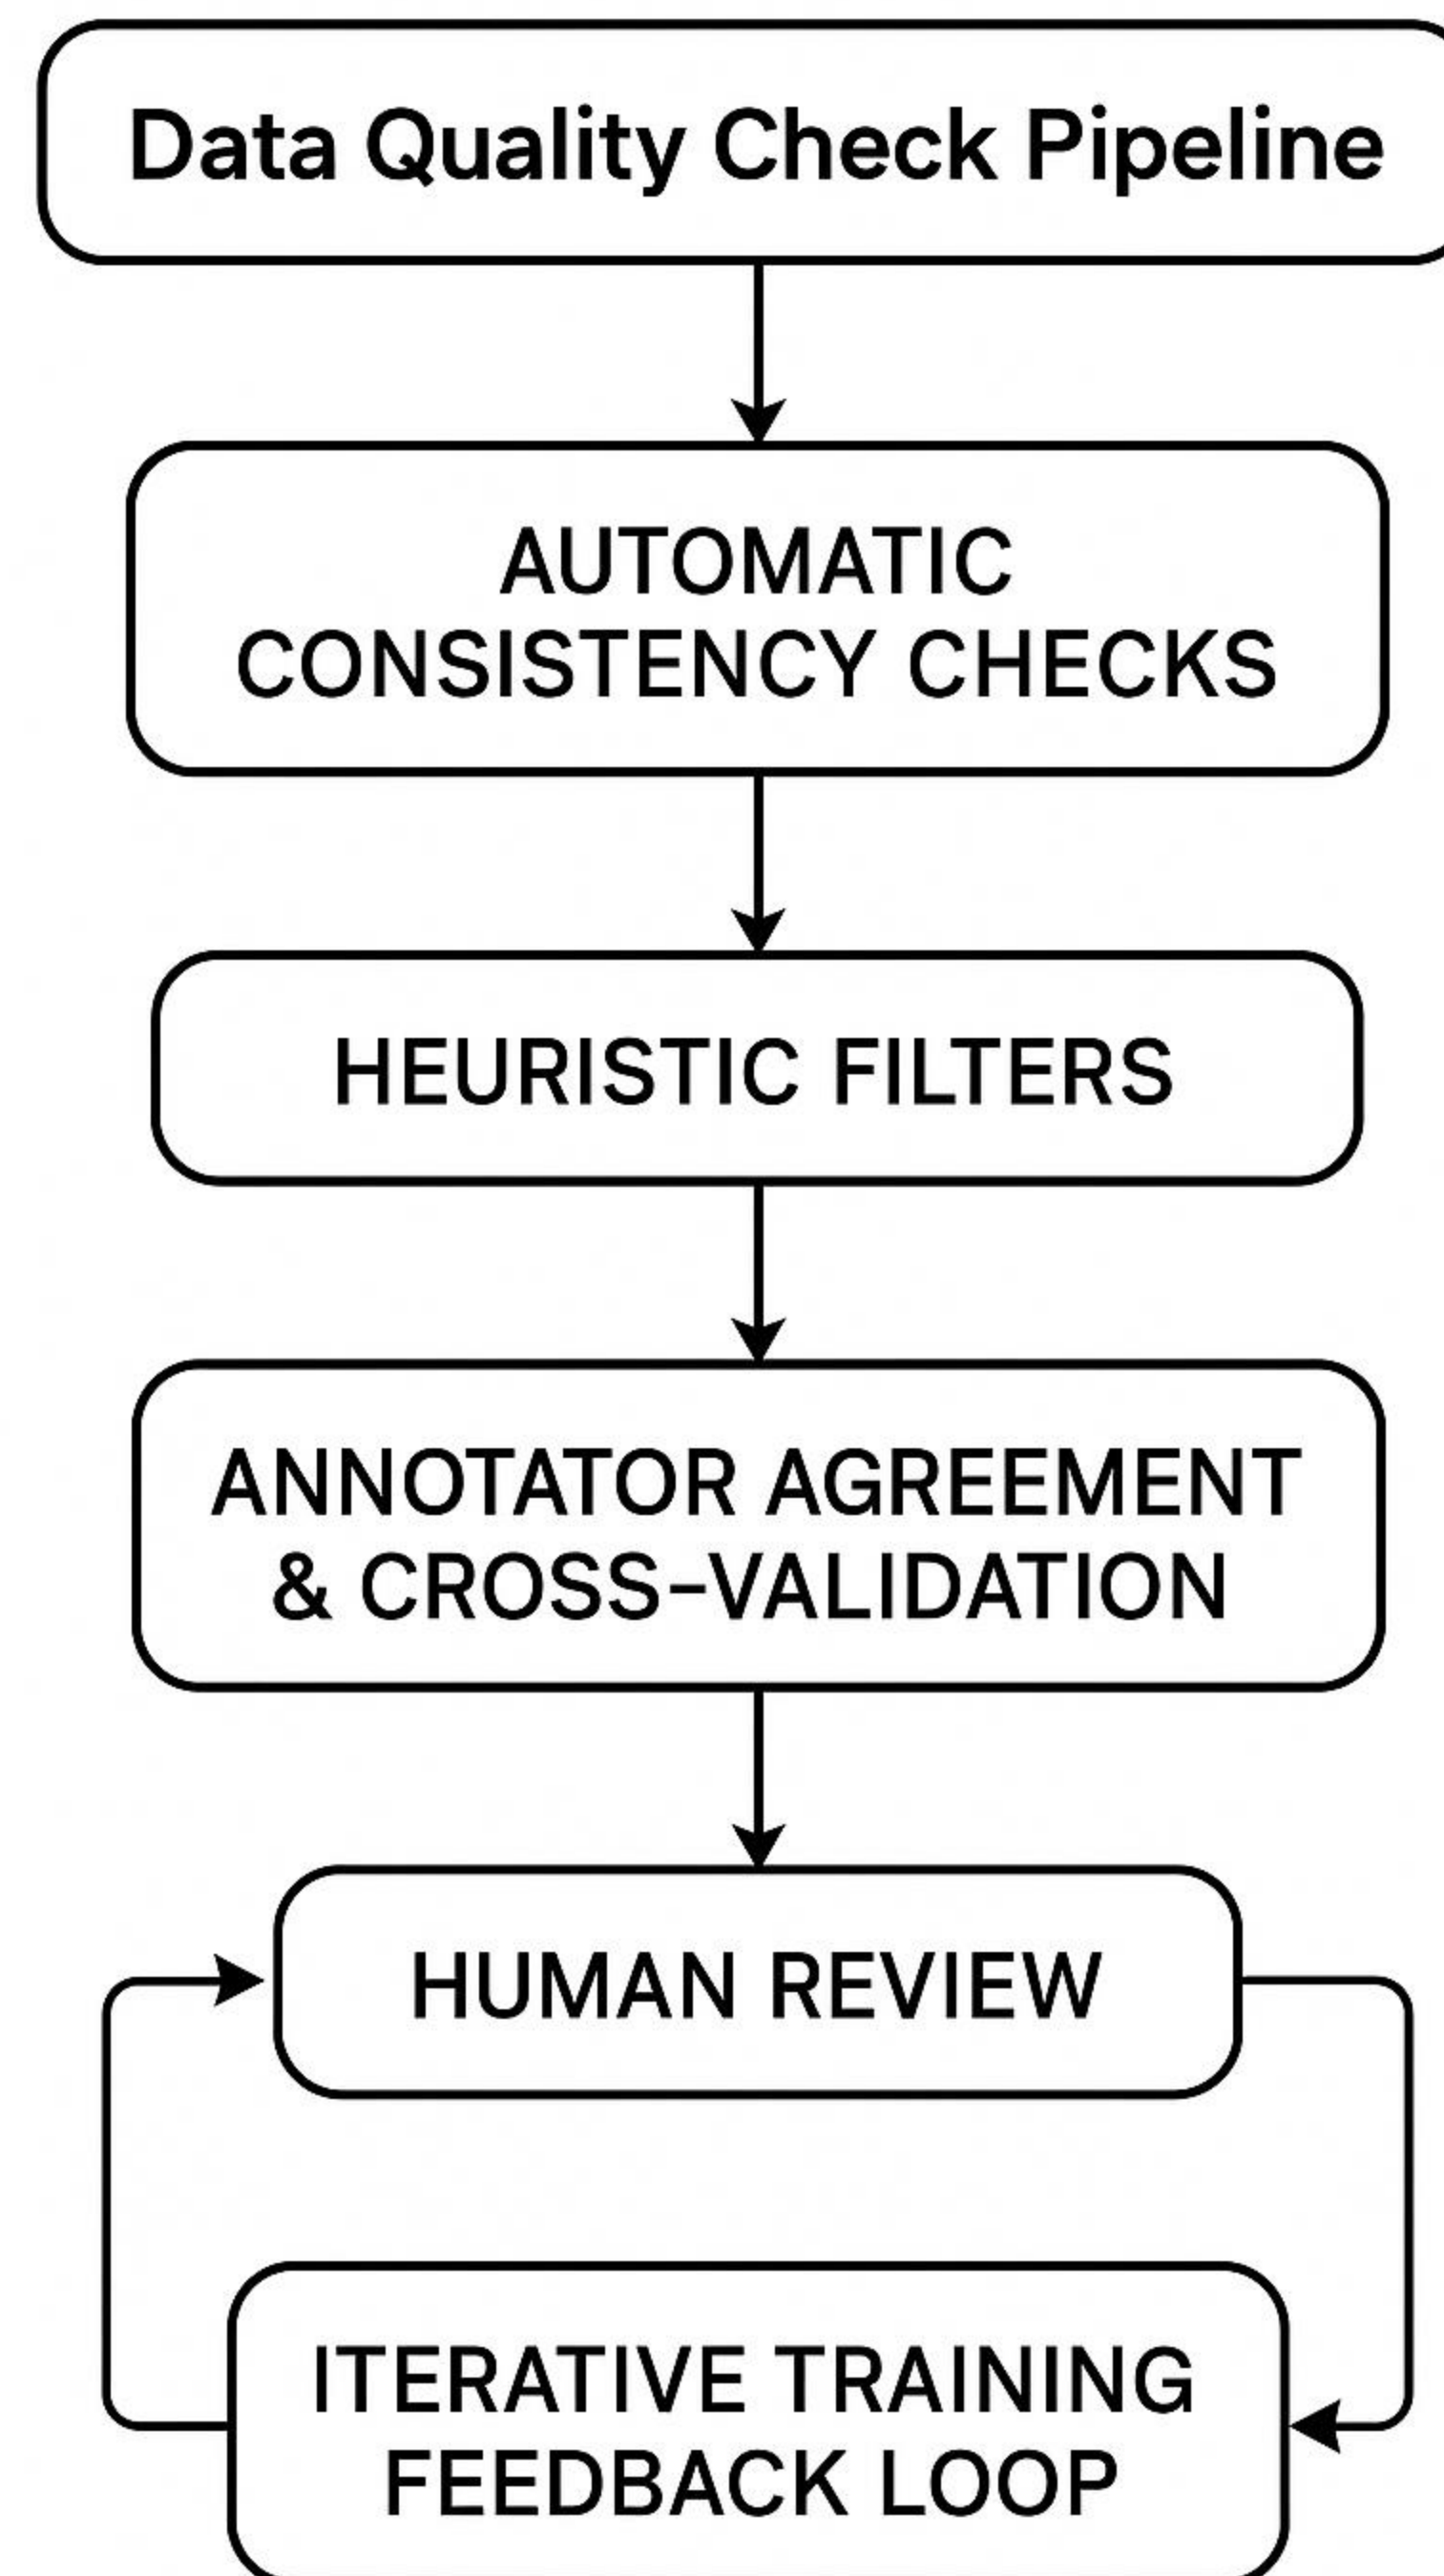 Data Quality Check Pipeline
AUTOMATIC
CONSISTENCY CHECKS
HEURISTIC FILTERS
ANNOTATOR AGREEMENT
& CROSS-VALIDATION
HUMAN REVIEW
ITERATIVE TRAINING
FEEDBACK LOOP